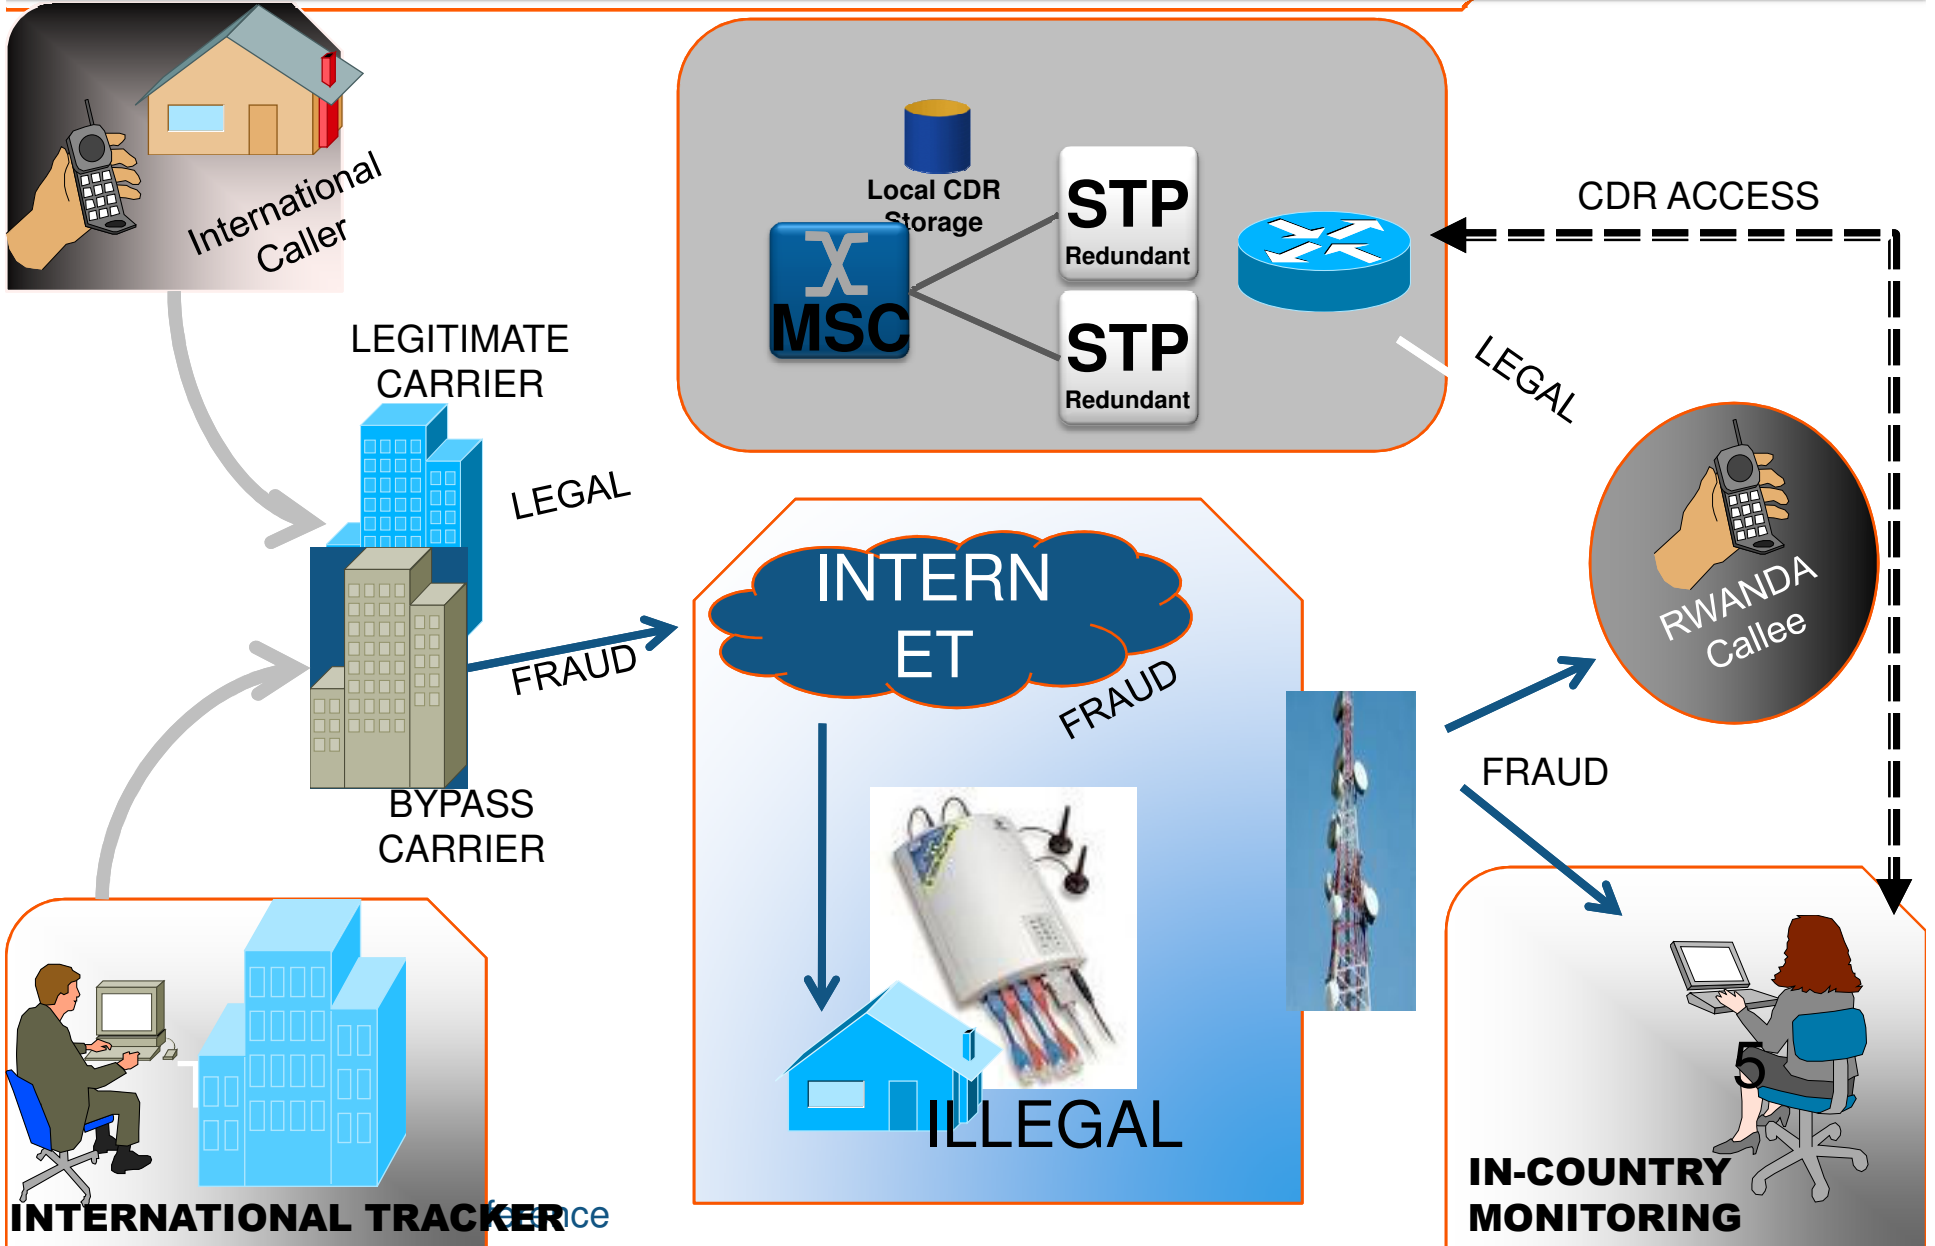 International
Caller
LEGITIMATE
CARRIER
LEGAL
FRAUD
BYPASS
CARRIER
INTERNATIONAL TRACKER
Local CDR
Storage
MSC
STP
Redundant
STP
Redundant
CDR ACCESS
LEGAL
INTERN
ET
FRAUD
ILLEGAL
RWANDA
Callee
FRAUD
5
IN-COUNTRY
MONITORING